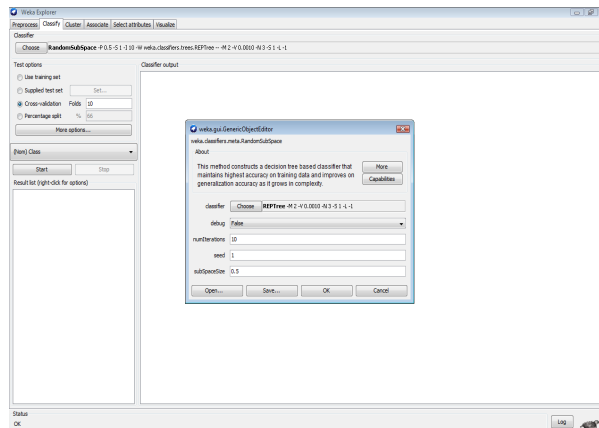 Weka Explorer
Preprocess Classify Cluster Associate Select attributes Visualize
Classifier
Choose RandomSubSpace -P 0.5 -S 1 -I 10 -W weka.classifiers.trees.REPTree -- -M 2 -V 0.0010 -N 3 -S 1 -L -1
Test options
Use training set
Supplied test set Set...
Cross-validation Folds 10
Percentage split % 66
More options...
(Nom) Class
Start Stop
Result list (right-click for options)
Classifier output
weka.gui.GenericObjectEditor
weka.classifiers.meta.RandomSubSpace
About
This method constructs a decision tree based classifier that
maintains highest accuracy on training data and improves on
generalization accuracy as it grows in complexity.
More
Capabilities
classifier Choose REPTree -M 2 -V 0.0010 -N 3 -S 1 -L -1
debug False
numIterations 10
seed 1
subSpaceSize 0.5
Open... Save... OK Cancel
Status
OK
Log